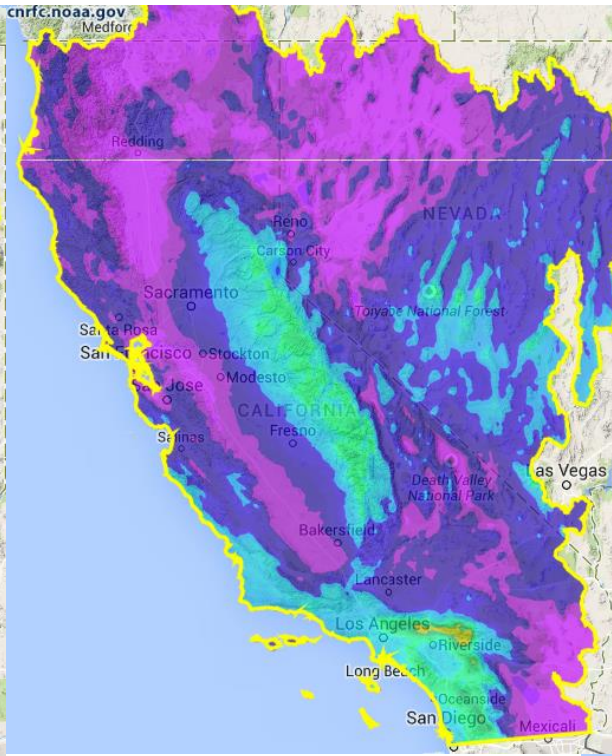 cnrfc.noaa.gov
Medford
Redding
Reno
NEVADA
Carson City
Sacramento
Toiyabe National Forest
Santa Rosa
San Francisco
Stockton
San Jose
Modesto
CALIFORNIA
Salinas
Fresno
as Vegas
Death Valley
National Park
Bakersfield
Lancaster
Los Angeles
Riverside
Long Beach
Oceanside
San Diego
Mexicali